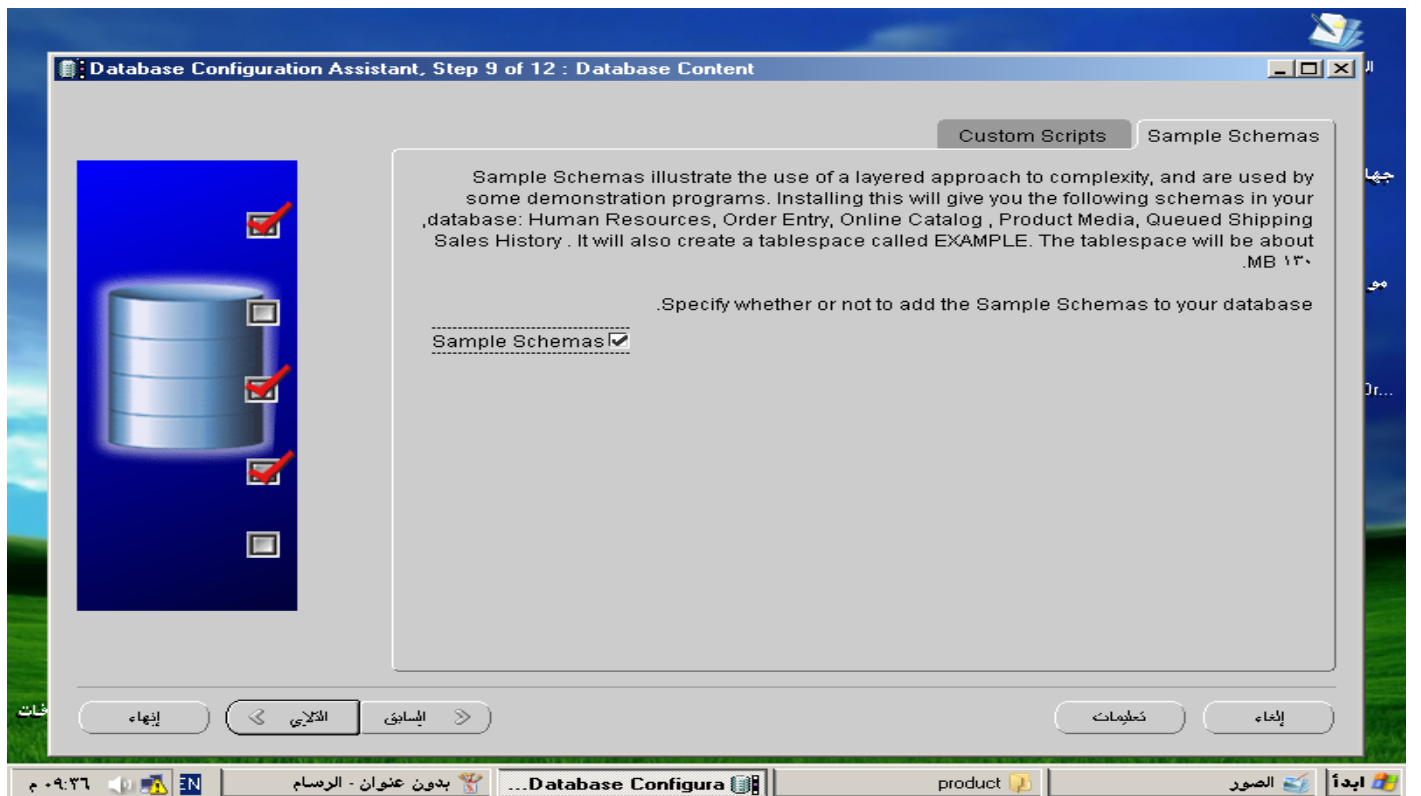 Database Configuration Assistant, Step 9 of 12 : Database Content
Sample Schemas
Custom Scripts
Sample Schemas illustrate the use of a layered approach to complexity, and are used by
some demonstration programs. Installing this will give you the following schemas in your
database: Human Resources, Order Entry, Online Catalog , Product Media, Queued Shipping,
Sales History . It will also create a tablespace called EXAMPLE. The tablespace will be about
١٣٠ MB.
Specify whether or not to add the Sample Schemas to your database.
Sample Schemas
إلغاء
تعليمات
السابق
التالي
إنهاء
ابدأ
الصور
product
Database Configura...
بدون عنوان - الرسام
EN
٠٩:٣٦ م